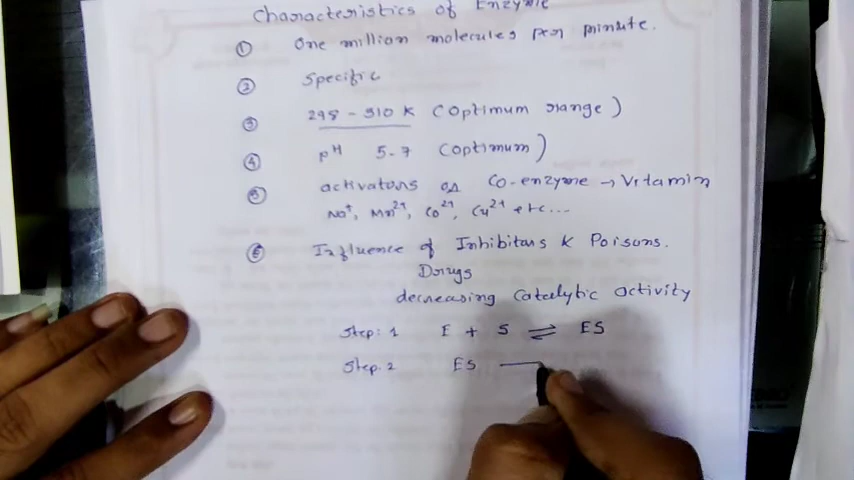 Characteristics of Enzyme
① One million molecules per minute.
② Specific
③ 298 - 310 K (Optimum range)
④ pH 5-7 (Optimum)
⑤ activators or Co-enzyme → Vitamin
Na⁺, Mn²⁺, Co²⁺, Cu²⁺ etc...
⑥ Influence of Inhibitors & Poisons.
Drugs
decreasing Catalytic activity
Step: 1 E + S ⇌ ES
Step. 2 ES —